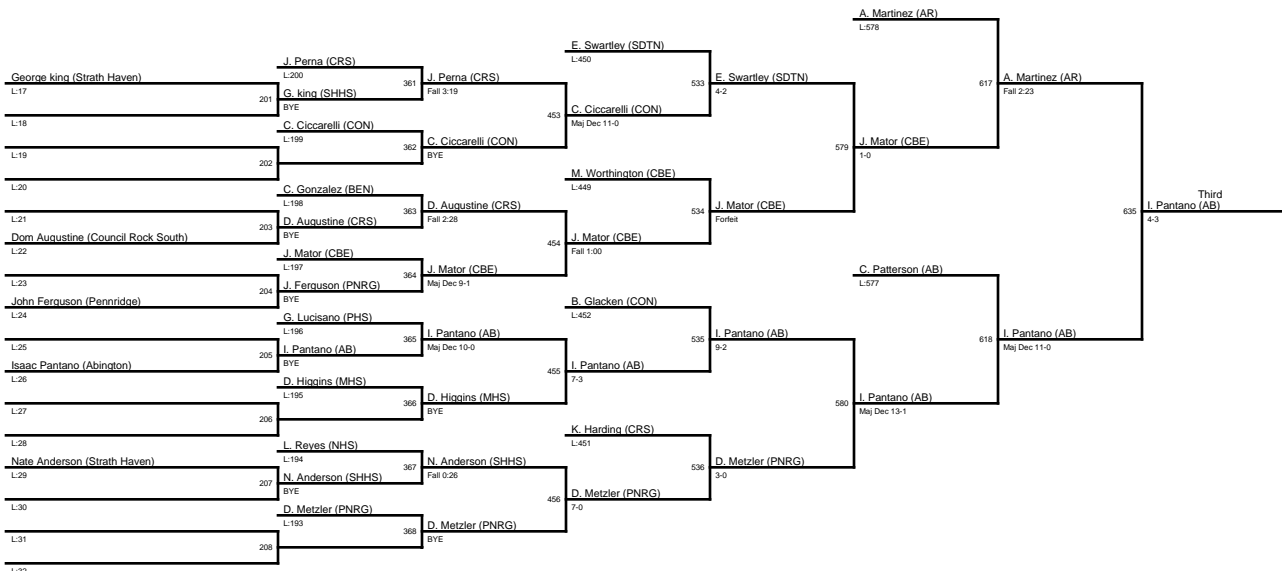 A. Martinez (AR)
L:578
E. Swartley (SDTN)
L:450
J. Perna (CRS)
L:200
George king (Strath Haven)
L:17
361
J. Perna (CRS)
Fall 3:19
533
E. Swartley (SDTN)
4-2
617
A. Martinez (AR)
Fall 2:23
201
G. king (SHHS)
BYE
453
C. Ciccarelli (CON)
Maj Dec 11-0
L:18
C. Ciccarelli (CON)
L:199
L:19
362
C. Ciccarelli (CON)
BYE
579
J. Mator (CBE)
1-0
202
L:20
M. Worthington (CBE)
L:449
C. Gonzalez (BEN)
L:198
L:21
363
D. Augustine (CRS)
Fall 2:28
534
J. Mator (CBE)
Forfeit
635
Third
I. Pantano (AB)
4-3
203
D. Augustine (CRS)
BYE
Dom Augustine (Council Rock South)
L:22
454
J. Mator (CBE)
Fall 1:00
J. Mator (CBE)
L:197
L:23
364
J. Mator (CBE)
Maj Dec 9-1
C. Patterson (AB)
L:577
204
J. Ferguson (PNRG)
BYE
John Ferguson (Pennridge)
L:24
B. Glacken (CON)
L:452
G. Lucisano (PHS)
L:196
L:25
365
I. Pantano (AB)
Maj Dec 10-0
535
I. Pantano (AB)
9-2
618
I. Pantano (AB)
Maj Dec 11-0
205
I. Pantano (AB)
BYE
Isaac Pantano (Abington)
L:26
455
I. Pantano (AB)
7-3
D. Higgins (MHS)
L:195
L:27
366
D. Higgins (MHS)
BYE
580
I. Pantano (AB)
Maj Dec 13-1
206
L:28
K. Harding (CRS)
L:451
L. Reyes (NHS)
L:194
Nate Anderson (Strath Haven)
L:29
367
N. Anderson (SHHS)
Fall 0:26
536
D. Metzler (PNRG)
3-0
207
N. Anderson (SHHS)
BYE
L:30
456
D. Metzler (PNRG)
7-0
D. Metzler (PNRG)
L:193
L:31
368
D. Metzler (PNRG)
BYE
208